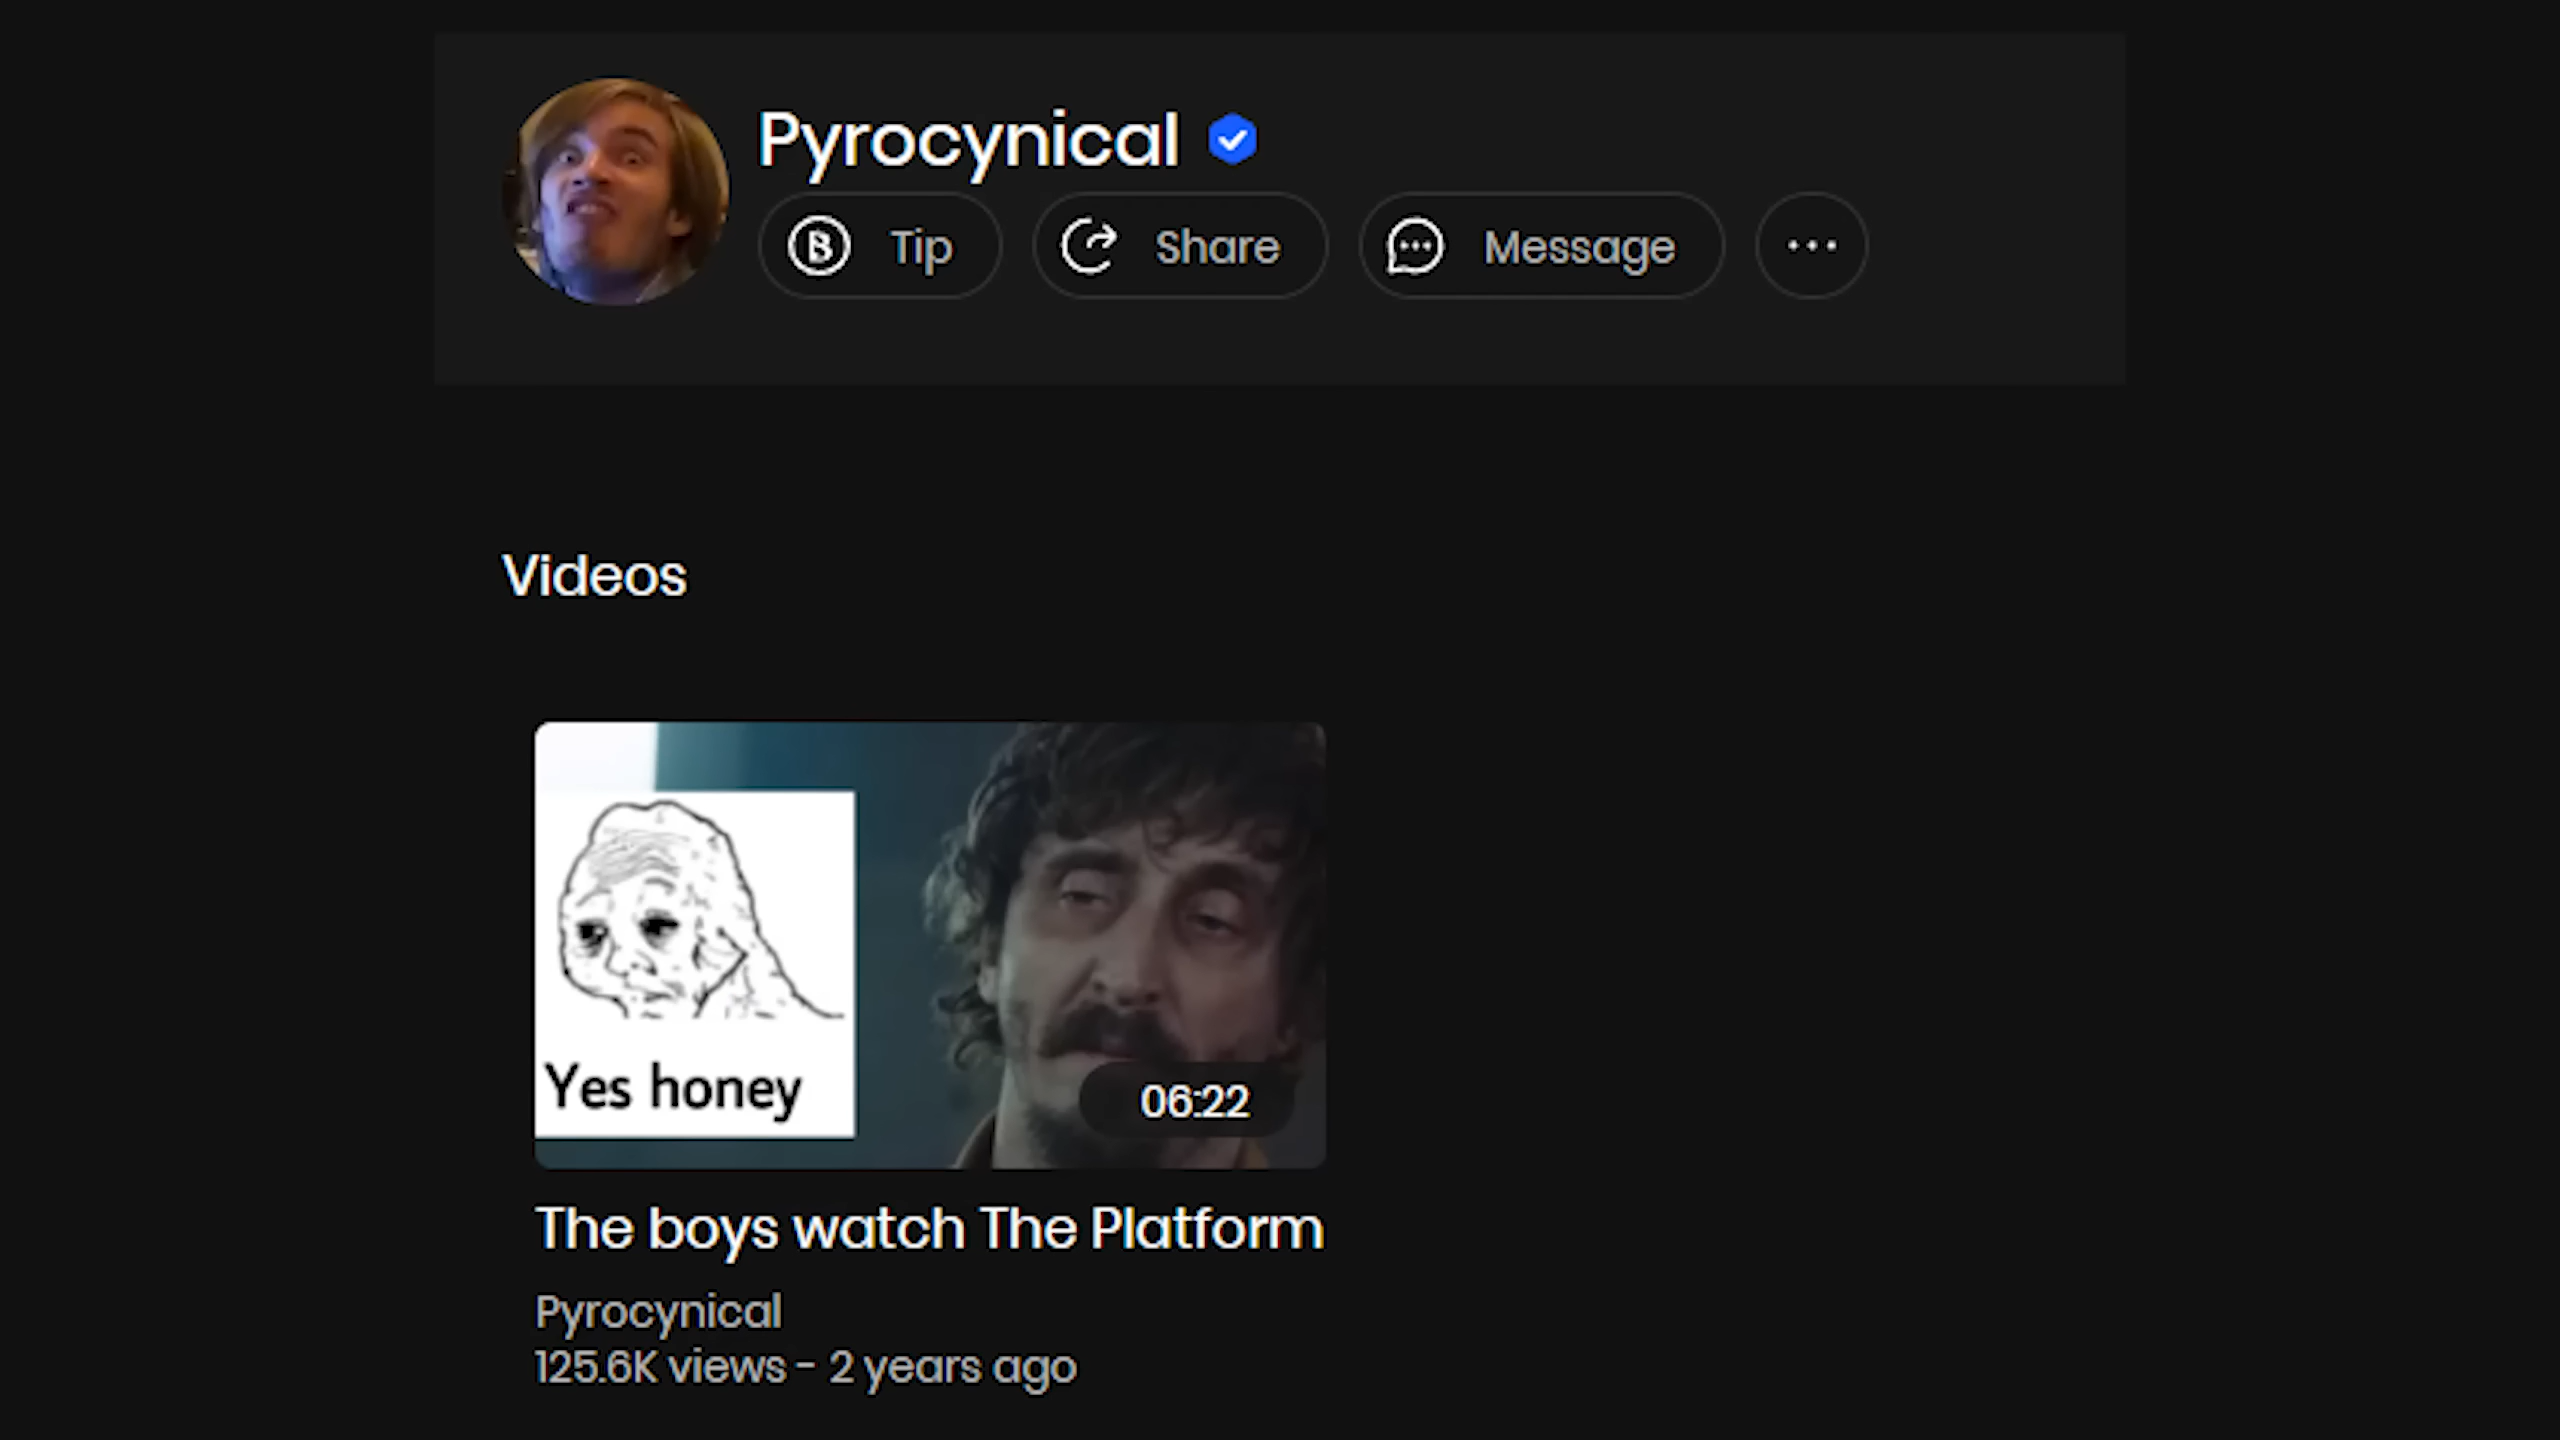 Pyrocynical
Tip
Share
Message
Videos
Yes honey
06:22
The boys watch The Platform
Pyrocynical
125.6K views - 2 years ago